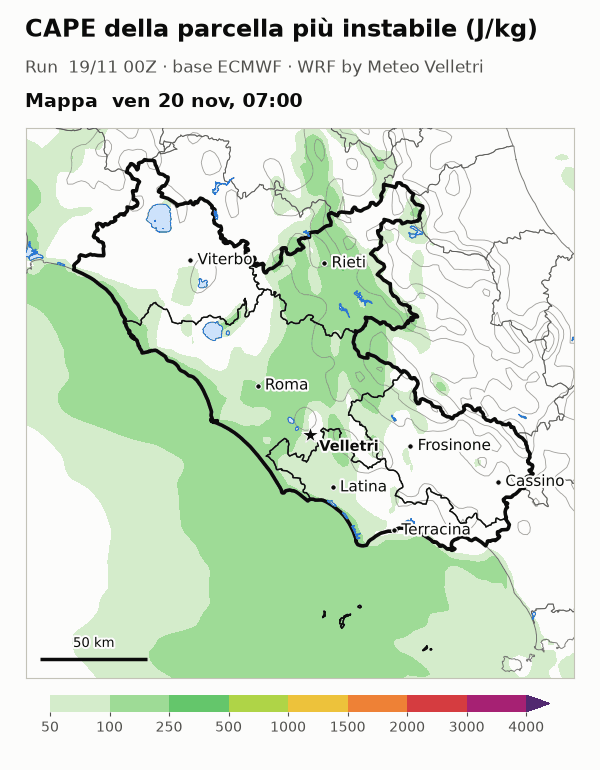 CAPE della parcella più instabile (J/kg)
Run  19/11 00Z · base ECMWF · WRF by Meteo Velletri
Mappa  ven 20 nov, 07:00
Viterbo
Rieti
Roma
Velletri
Frosinone
Latina
Cassino
Terracina
50 km
50 100 250 500 1000 1500 2000 3000 4000